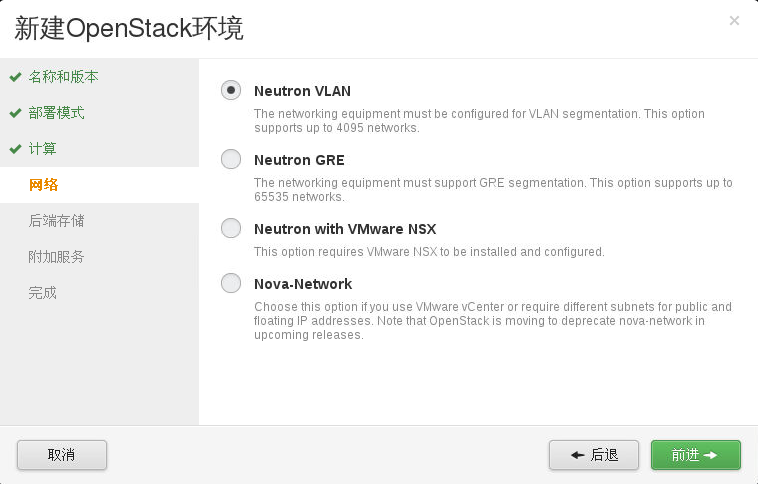 新建OpenStack环境
×
名称和版本
部署模式
计算
网络
后端存储
附加服务
完成
Neutron VLAN
The networking equipment must be configured for VLAN segmentation. This option
supports up to 4095 networks.
Neutron GRE
The networking equipment must support GRE segmentation. This option supports up to
65535 networks.
Neutron with VMware NSX
This option requires VMware NSX to be installed and configured.
Nova-Network
Choose this option if you use VMware vCenter or require different subnets for public and
floating IP addresses. Note that OpenStack is moving to deprecate nova-network in
upcoming releases.
取消
后退
前进